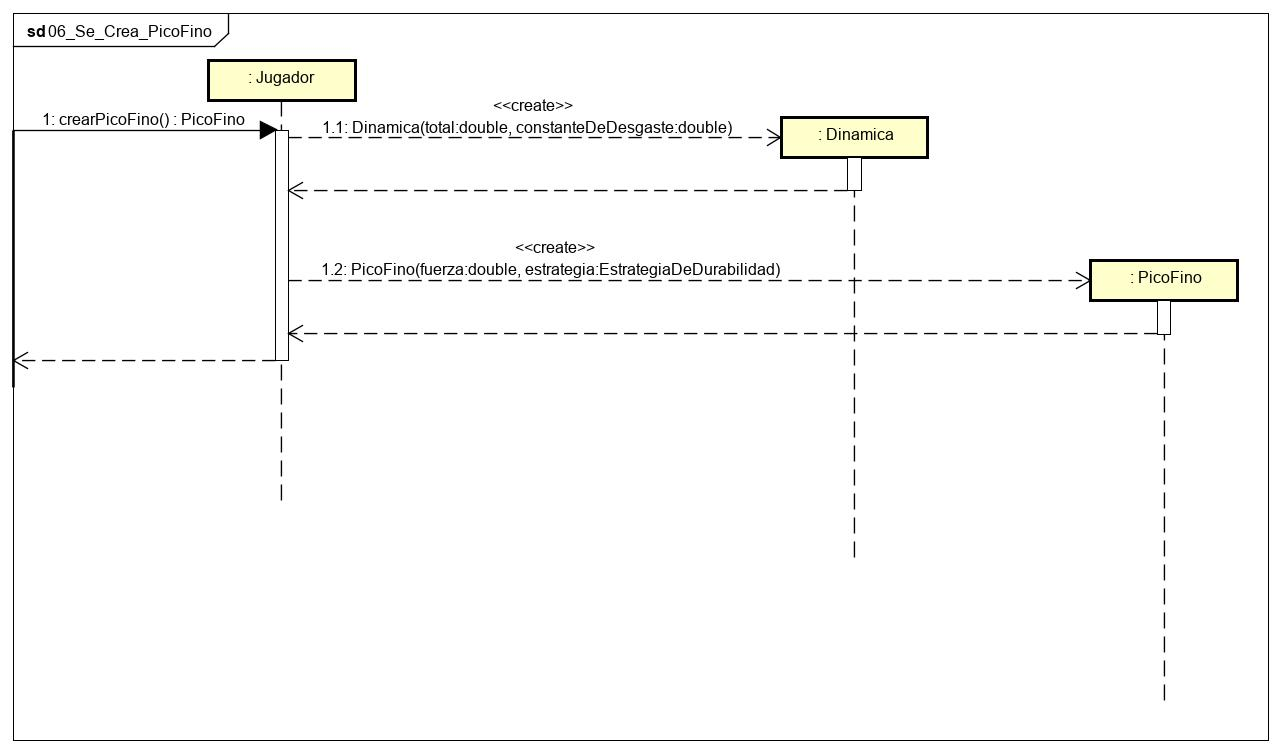 sd 06_Se_Crea_PicoFino
: Jugador
<<create>>
1: crearPicoFino() : PicoFino
1.1: Dinamica(total:double, constanteDeDesgaste:double)
: Dinamica
<<create>>
1.2: PicoFino(fuerza:double, estrategia:EstrategiaDeDurabilidad)
: PicoFino